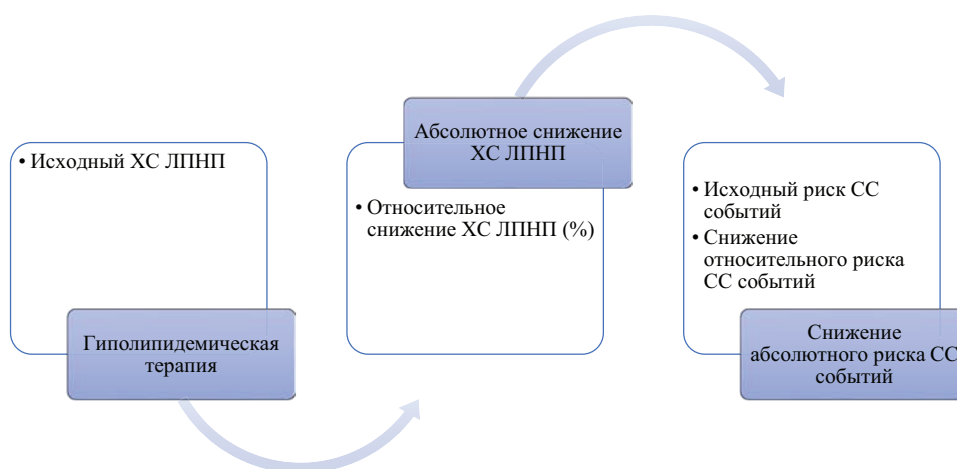 • Исходный ХС ЛПНП
Гиполипидемическая
терапия
Абсолютное снижение
ХС ЛПНП
• Относительное
снижение ХС ЛПНП (%)
• Исходный риск СС
событий
• Снижение
относительного риска
СС событий
Снижение
абсолютного риска СС
событий